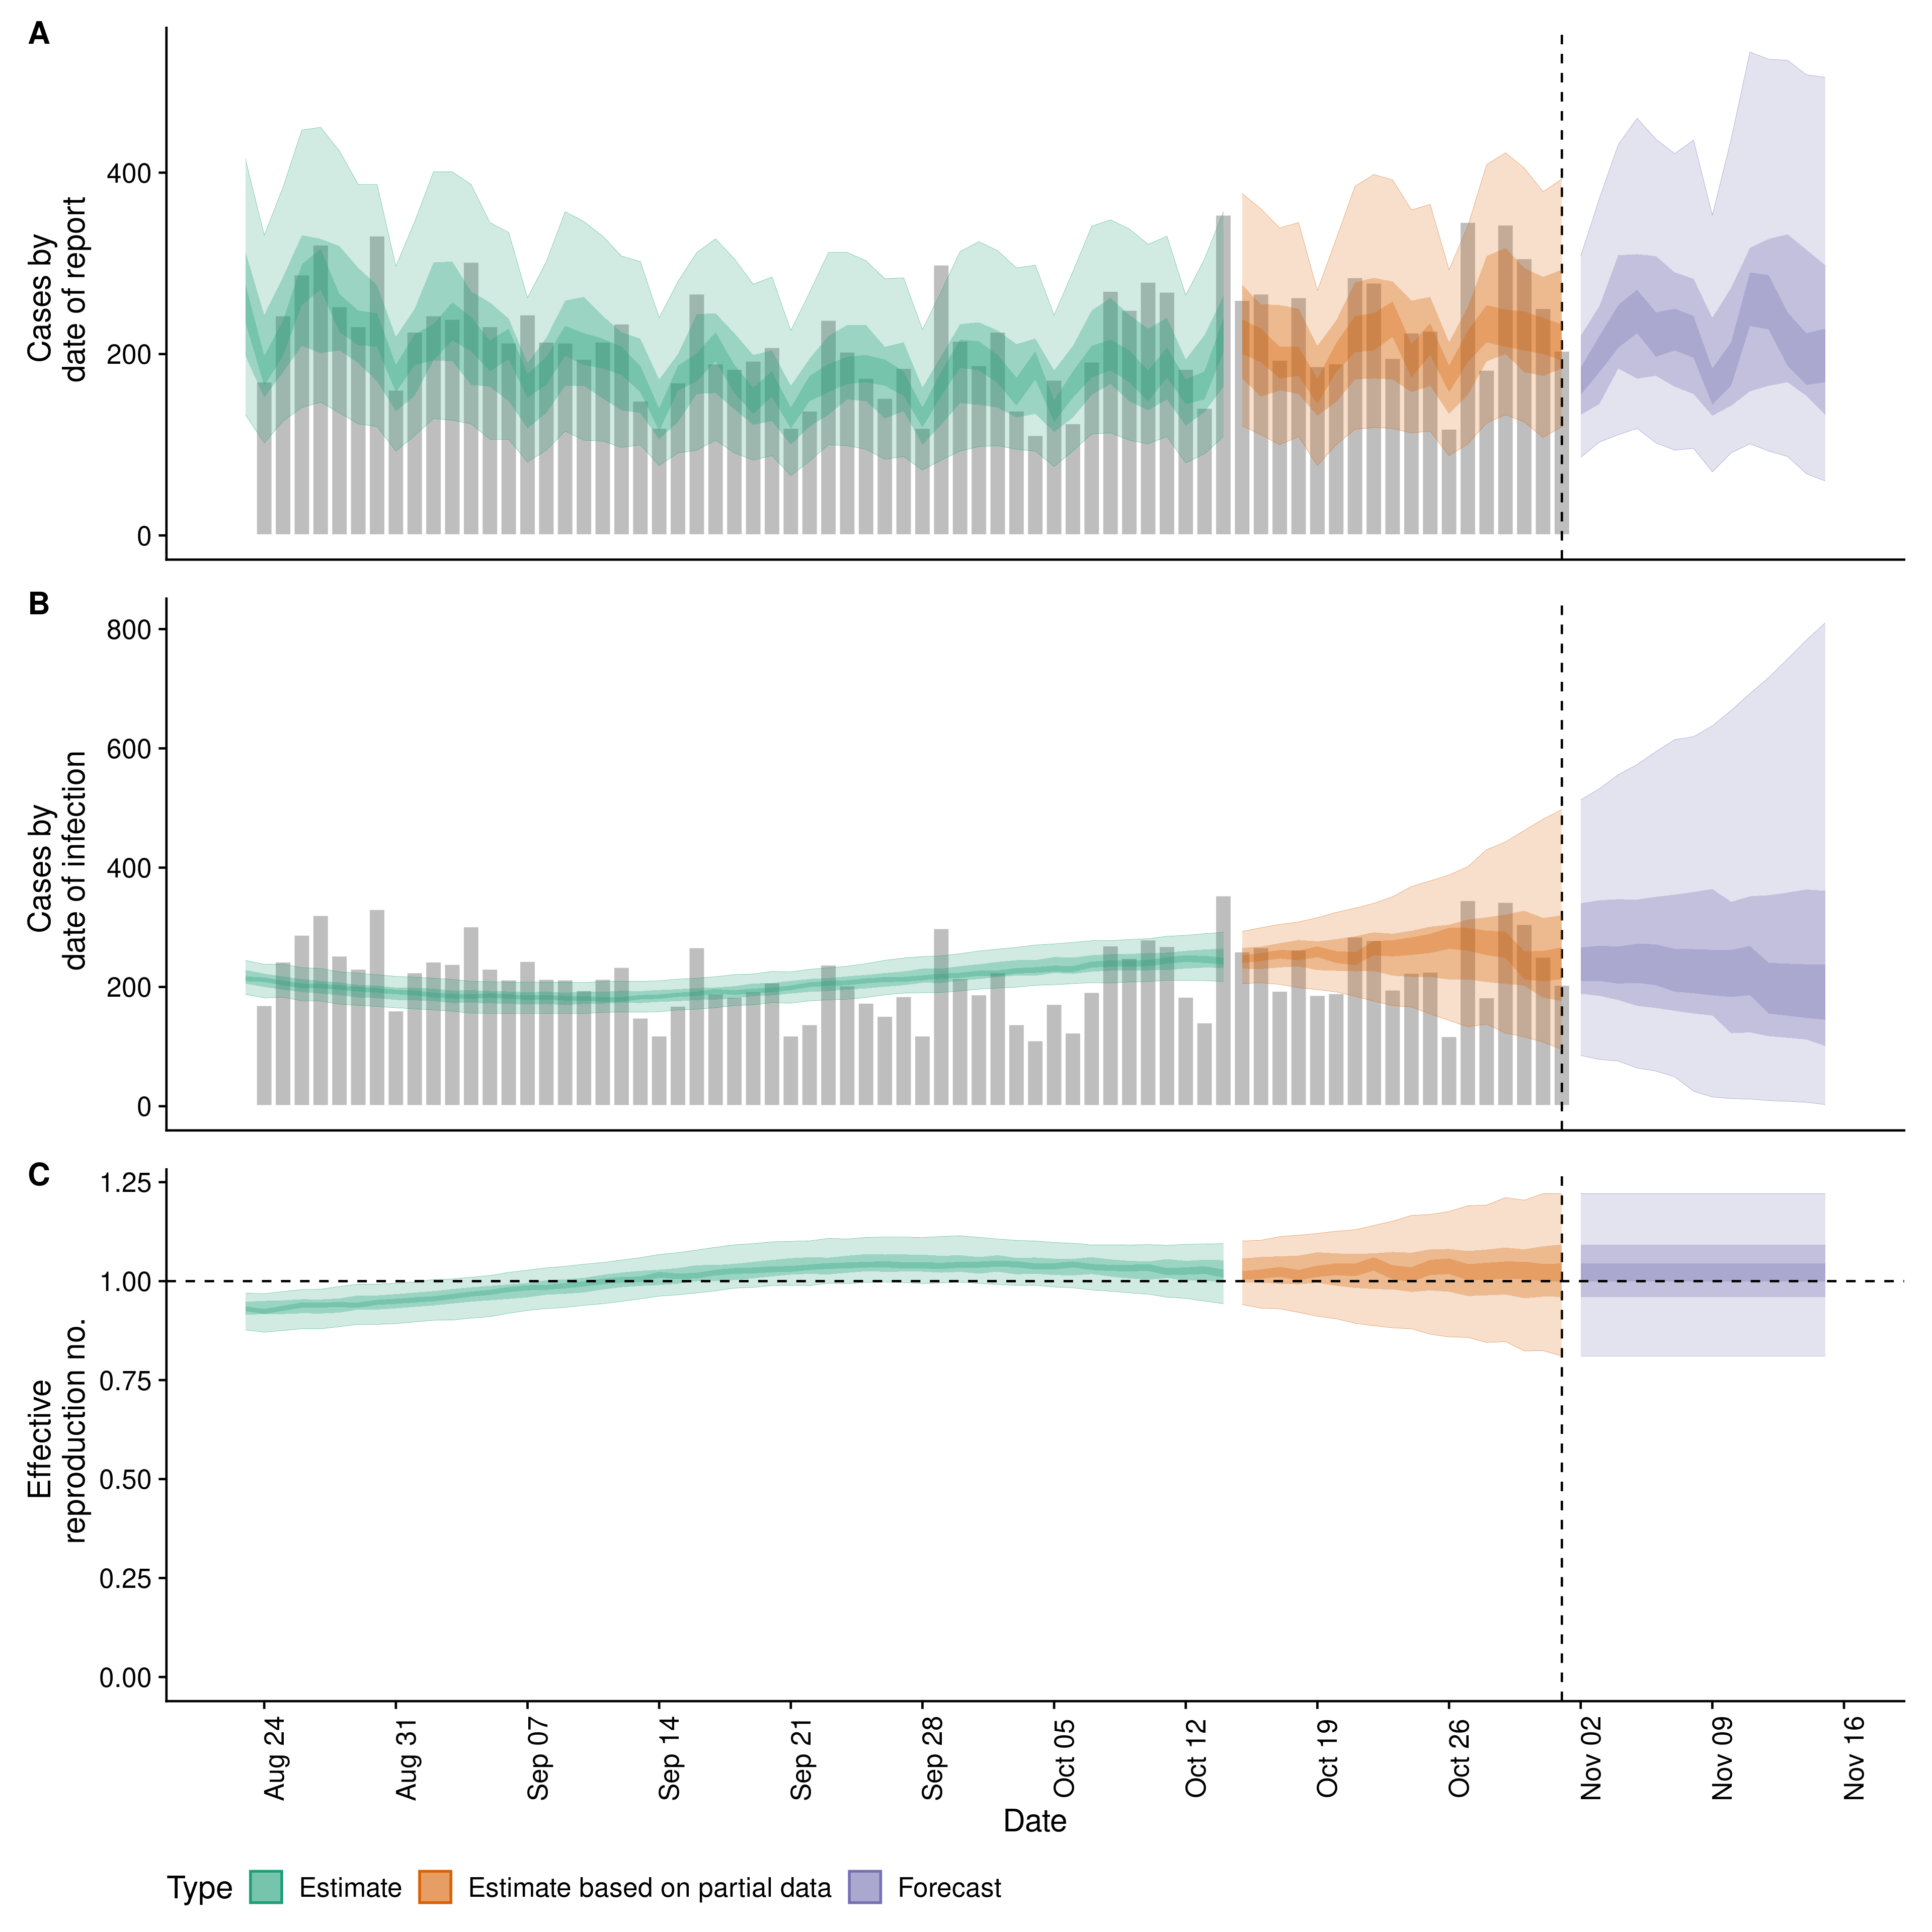 A
Cases by
date of report
400
200
0
B
Cases by
date of infection
800
600
400
200
0
C
Effective
reproduction no.
1.25
1.00
0.75
0.50
0.25
0.00
Aug 24
Aug 31
Sep 07
Sep 14
Sep 21
Sep 28
Oct 05
Oct 12
Oct 19
Oct 26
Nov 02
Nov 09
Nov 16
Date
Type Estimate Estimate based on partial data Forecast